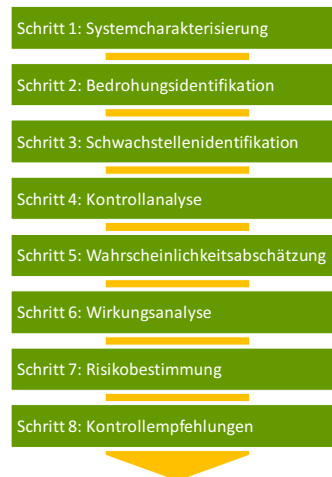 Schritt 1: Systemcharakterisierung
Schritt 2: Bedrohungsidentifikation
Schritt 3: Schwachstellenidentifikation
Schritt 4: Kontrollanalyse
Schritt 5: Wahrscheinlichkeitsabschätzung
Schritt 6: Wirkungsanalyse
Schritt 7: Risikobestimmung
Schritt 8: Kontrollempfehlungen